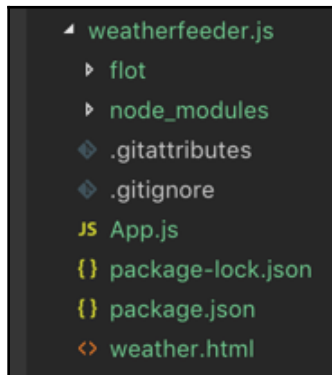 weatherfeeder.js
flot
node_modules
.gitattributes
.gitignore
JS App.js
{} package-lock.json
{} package.json
<> weather.html